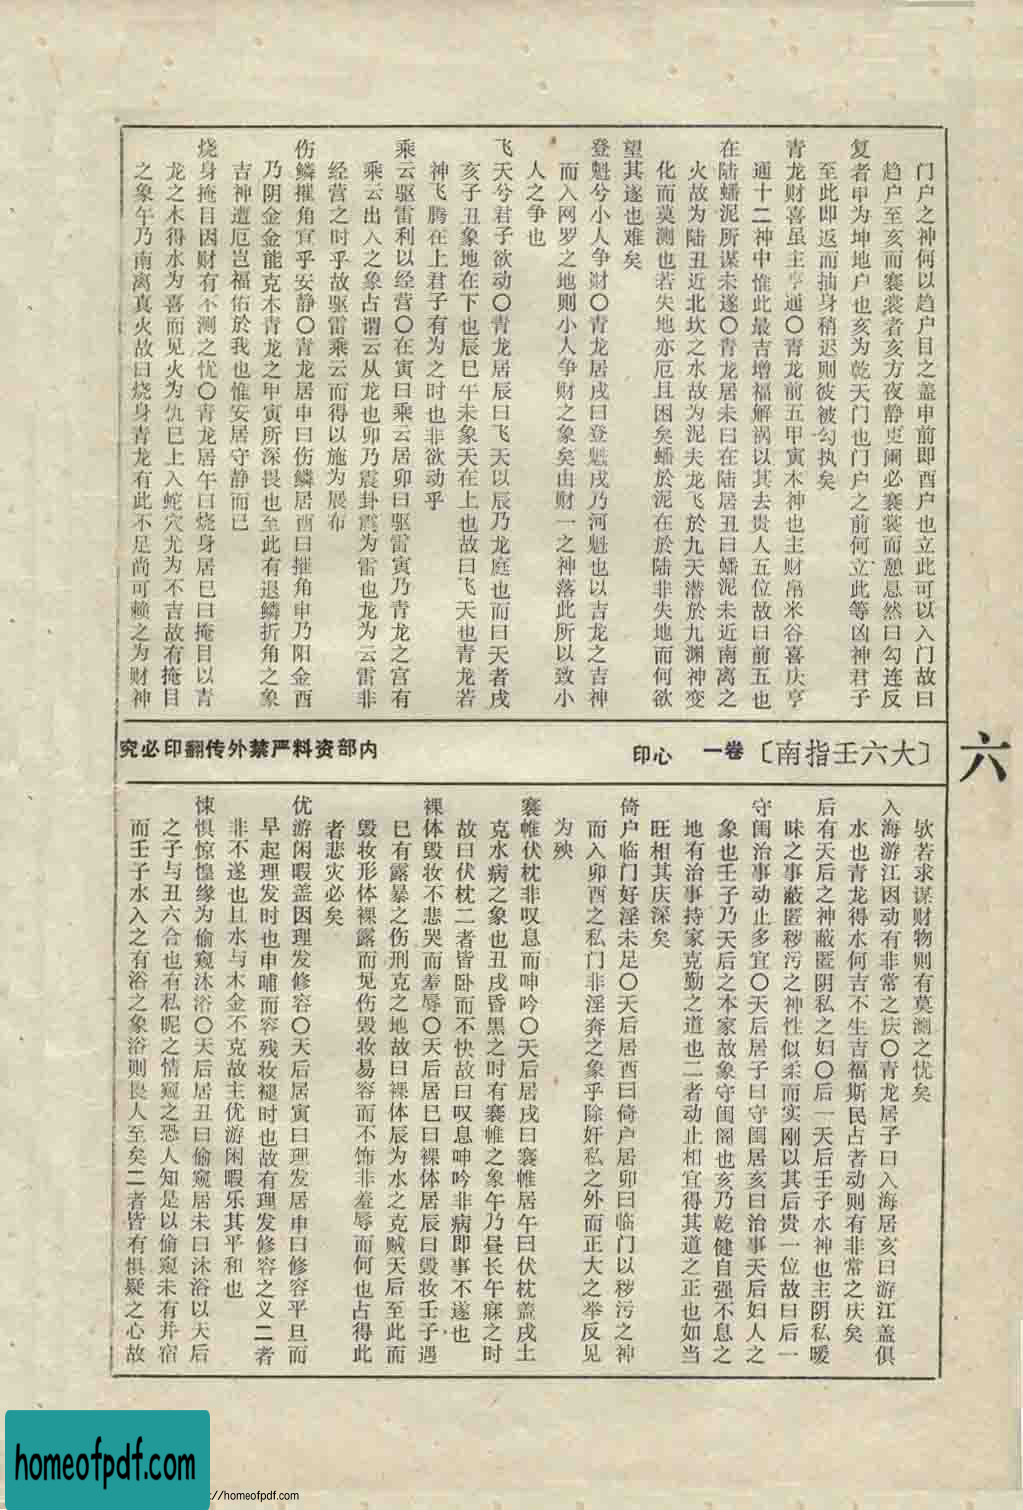 门户之神何以趋户目之盖申前即酉户也立此可以入门故曰
趋户至亥而褰裳者亥方夜静更阑必褰裳而憩息然曰勾连反
复者甲为坤地户也亥为乾天门也门户之前何立此等凶神君子
至此即返而抽身稍迟则彼被勾执矣
青龙财喜虽主亨通〇青龙前五甲寅木神也主财帛米谷喜庆亨
通十二神中惟此最吉增福解祸以其去贵人五位故曰前五也
在陆蟠泥所谋未遂〇青龙居未曰在陆居丑曰蟠泥未近南离之
火故为陆丑近北坎之水故为泥夫龙飞於九天潜於九渊神变
化而莫测也若失地亦厄且困矣蟠於泥在於陆非失地而何欲
望其遂也难矣
登魁兮小人争财〇青龙居戌曰登魁戌乃河魁也以吉龙之吉神
而入网罗之地则小人争财之象矣由财一之神落此所以致小
人之争也
飞天兮君子欲动〇青龙居辰曰飞天以辰乃龙庭也而曰天者戌
亥子丑象地在下也辰巳午未象天在上也故曰飞天也青龙若
神飞腾在上君子有为之时也非欲动乎
乘云驱雷利以经营〇在寅曰乘云居卯曰驱雷寅乃青龙之宫有
乘云出入之象占谓云从龙也卯乃震卦震为雷也龙为云雷非
经营之时乎故驱雷乘云而得以施为展布
伤鳞摧角宜乎安静〇青龙居申曰伤鳞居酉曰摧角申乃阳金酉
乃阴金金能克木青龙之甲寅所深畏也至此有退鳞折角之象
吉神遭厄岂福佑於我也惟安居守静而已
烧身掩目因财有不测之忧〇青龙居午曰烧身居巳曰掩目以青
龙之木得水为喜而见火为仇巳上入蛇穴尤为不吉故有掩目
之象午乃南离真火故曰烧身青龙有此不足尚可赖之为财神
〔大六壬指南〕 卷一 心印 内部资料严禁外传翻印必究
六
欤若求谋财物则有莫测之忧矣
入海游江因动有非常之庆〇青龙居子曰入海居亥曰游江盖俱
水也青龙得水何吉不生吉福斯民占者动则有非常之庆矣
后有天后之神蔽匿阴私之妇〇后一天后壬子水神也主阴私暧
昧之事蔽匿秽污之神性似柔而实刚以其后贵一位故曰后一
守闺治事动止多宜〇天后居子曰守闺居亥曰治事天后妇人之
象也壬子乃天后之本家故象守闺阁也亥乃乾健自强不息之
地有治事持家克勤之道也二者动止相宜得其道之正也如当
旺相其庆深矣
倚户临门好淫未足〇天后居酉曰倚户居卯曰临门以秽污之神
而入卯酉之私门非淫奔之象乎除奸私之外而正大之举反见
为殃
褰帷伏枕非叹息而呻吟〇天后居戌曰褰帷居午曰伏枕盖戌土
克水病之象也丑戌昏黑之时有褰帷之象午乃昼长午寐之时
故曰伏枕二者皆卧而不快故曰叹息呻吟非病即事不遂也
裸体毁妆不悲哭而羞辱〇天后居巳曰裸体居辰曰毁妆壬子遇
巳有露暴之伤刑克之地故曰裸体辰为水之克贼天后至此而
毁妆形体裸露而见伤毁妆易容而不饰非羞辱而何也占得此
者悲灾必矣
优游闲暇盖因理发修容〇天后居寅曰理发居申曰修容平旦而
早起理发时也申晡而容残妆褪时也故有理发修容之义二者
非不遂也且水与木金不克故主优游闲暇乐其平和也
悚惧惊惶缘为偷窥沐浴〇天后居丑曰偷窥居未曰沐浴以天后
之子与丑六合也有私昵之情窥之恐人知是以偷窥未有井宿
而壬子水入之有浴之象浴则畏人至矣二者皆有惧疑之心故
homeofpdf.com
://homeofpdf.com